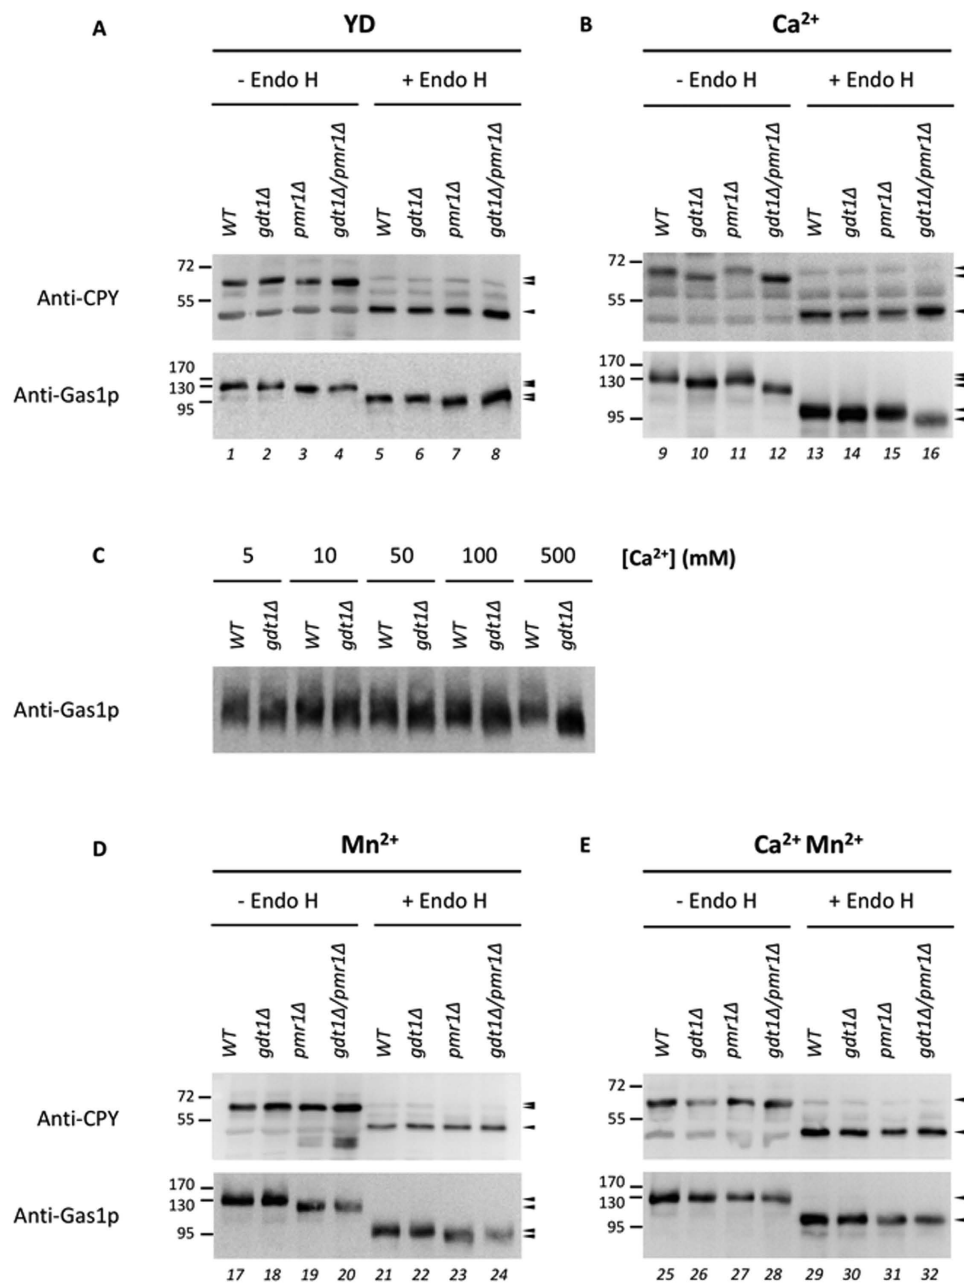 A YD
- Endo H + Endo H
WT gdt1Δ pmr1Δ gdt1Δ/pmr1Δ WT gdt1Δ pmr1Δ gdt1Δ/pmr1Δ
Anti-CPY 72 55
Anti-Gas1p 170 130 95
1 2 3 4 5 6 7 8
B Ca²⁺
- Endo H + Endo H
WT gdt1Δ pmr1Δ gdt1Δ/pmr1Δ WT gdt1Δ pmr1Δ gdt1Δ/pmr1Δ
72
55
170
130
95
9 10 11 12 13 14 15 16
C 5 10 50 100 500 [Ca²⁺] (mM)
WT gdt1Δ WT gdt1Δ WT gdt1Δ WT gdt1Δ WT gdt1Δ
Anti-Gas1p
D Mn²⁺
- Endo H + Endo H
WT gdt1Δ pmr1Δ gdt1Δ/pmr1Δ WT gdt1Δ pmr1Δ gdt1Δ/pmr1Δ
Anti-CPY 72 55
Anti-Gas1p 170 130 95
17 18 19 20 21 22 23 24
E Ca²⁺ Mn²⁺
- Endo H + Endo H
WT gdt1Δ pmr1Δ gdt1Δ/pmr1Δ WT gdt1Δ pmr1Δ gdt1Δ/pmr1Δ
72
55
170
130
95
25 26 27 28 29 30 31 32